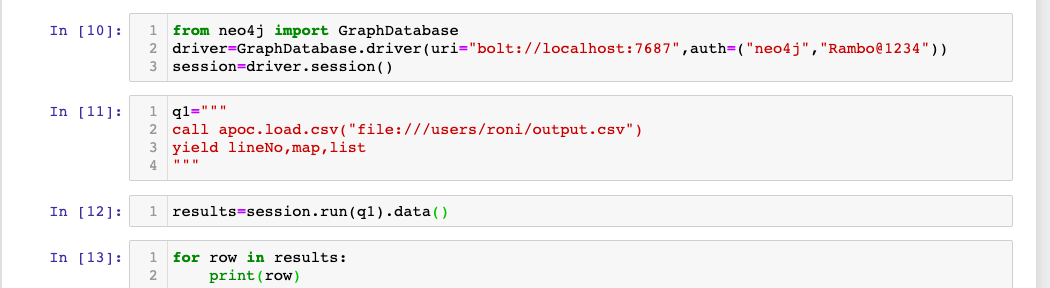 In [10]: 1 from neo4j import GraphDatabase
2 driver=GraphDatabase.driver(uri="bolt://localhost:7687",auth=("neo4j","Rambo@1234"))
3 session=driver.session()
In [11]: 1 q1="""
2 call apoc.load.csv("file:///users/roni/output.csv")
3 yield lineNo,map,list
4 """
In [12]: 1 results=session.run(q1).data()
In [13]: 1 for row in results:
2     print(row)